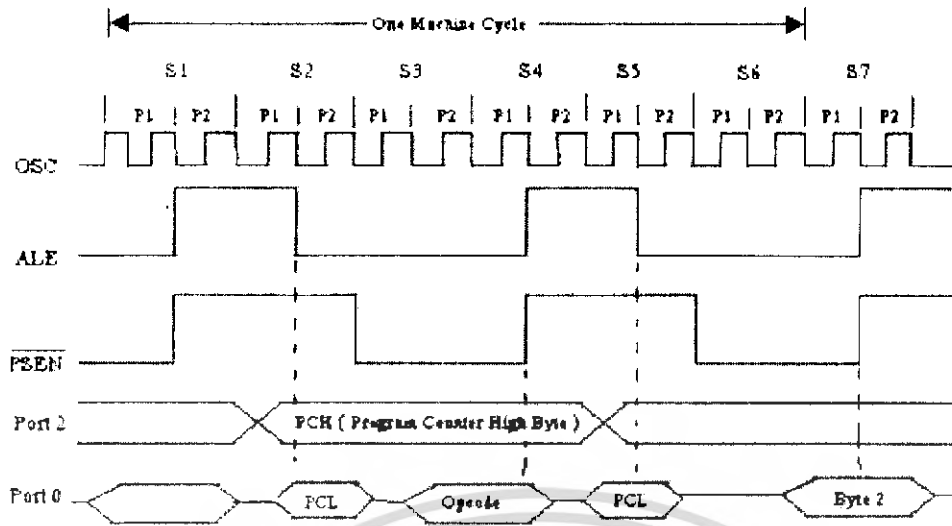 One Machine Cycle
S1 S2 S3 S4 S5 S6 S7
P1 P2 P1 P2 P1 P2 P1 P2 P1 P2 P1 P2 P1 P2
OSC
ALE
PSEN
Port 2 PCH ( Program Counter High Byte )
Port 0 PCL Opcode PCL Byte 2